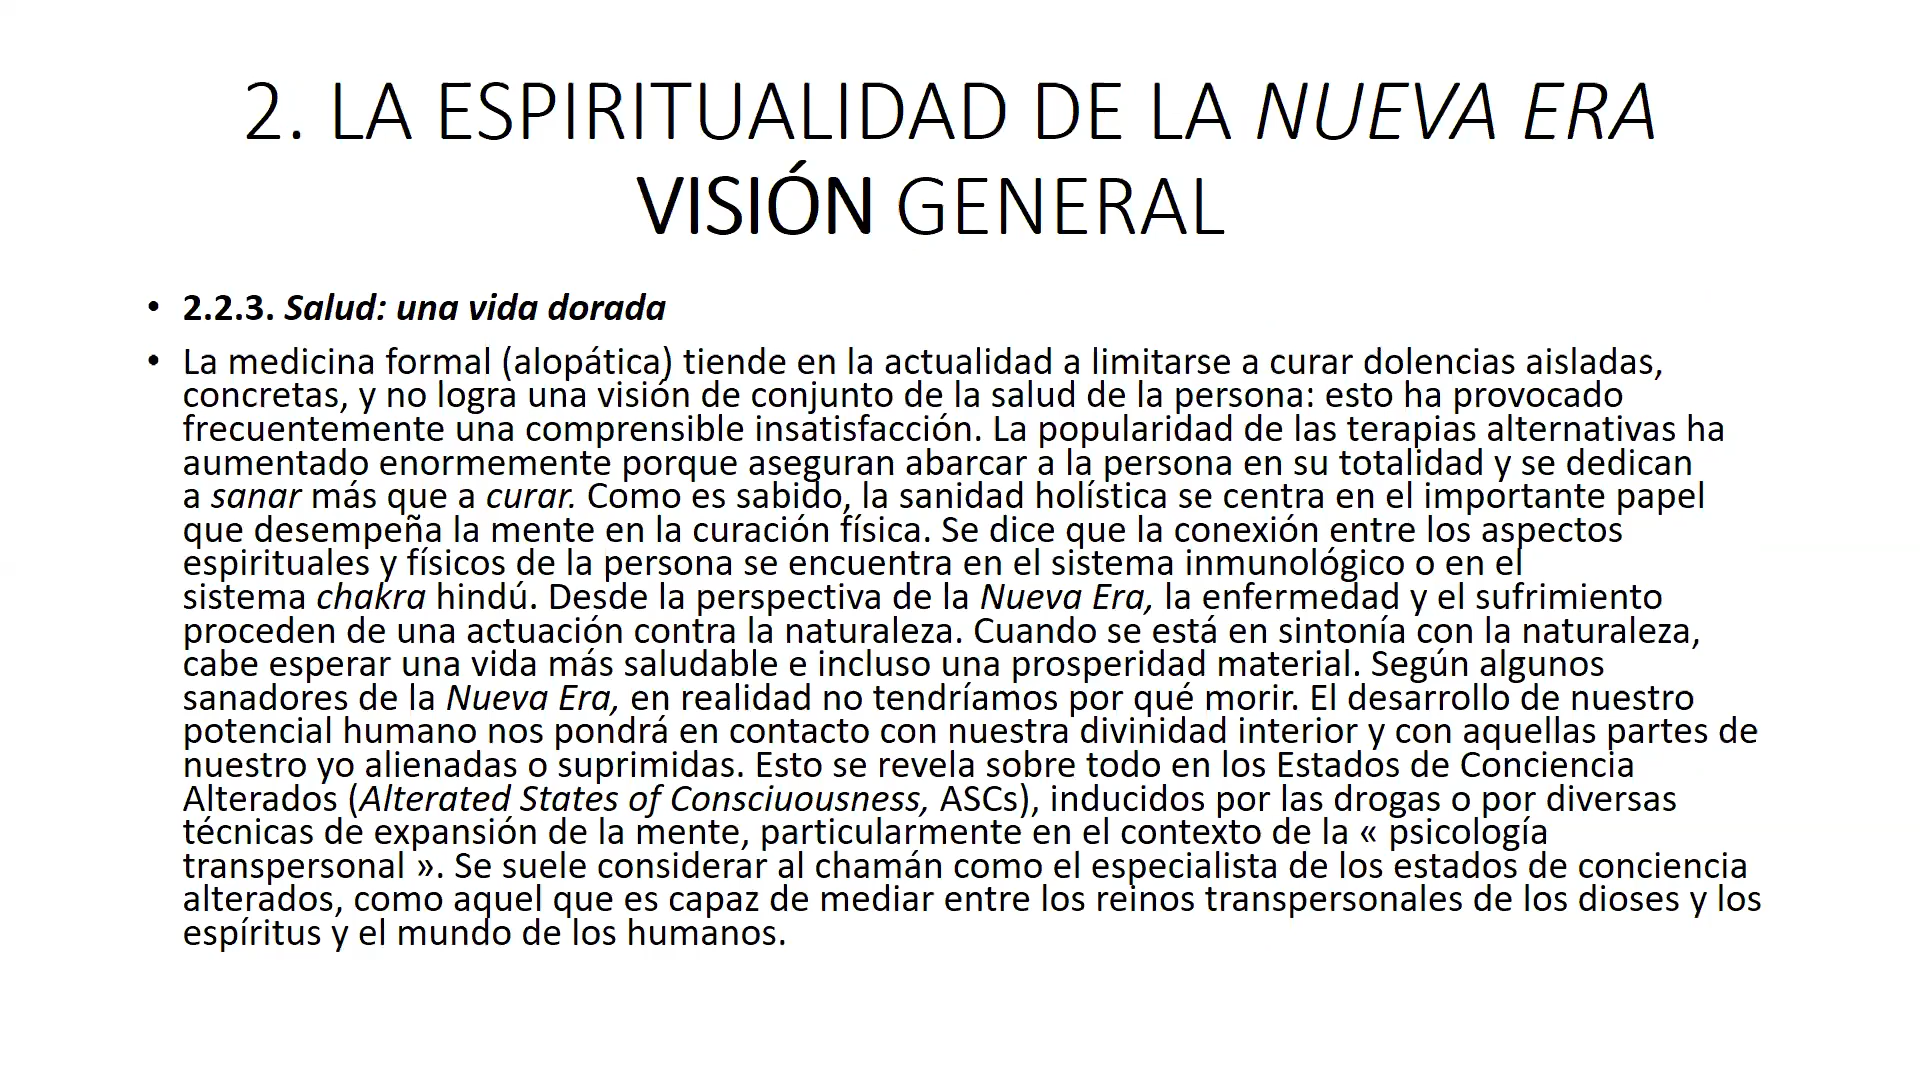 2. LA ESPIRITUALIDAD DE LA NUEVA ERA
VISIÓN GENERAL
• 2.2.3. Salud: una vida dorada
• La medicina formal (alopática) tiende en la actualidad a limitarse a curar dolencias aisladas,
concretas, y no logra una visión de conjunto de la salud de la persona: esto ha provocado
frecuentemente una comprensible insatisfacción. La popularidad de las terapias alternativas ha
aumentado enormemente porque aseguran abarcar a la persona en su totalidad y se dedican
a sanar más que a curar. Como es sabido, la sanidad holística se centra en el importante papel
que desempeña la mente en la curación física. Se dice que la conexión entre los aspectos
espirituales y físicos de la persona se encuentra en el sistema inmunológico o en el
sistema chakra hindú. Desde la perspectiva de la Nueva Era, la enfermedad y el sufrimiento
proceden de una actuación contra la naturaleza. Cuando se está en sintonía con la naturaleza,
cabe esperar una vida más saludable e incluso una prosperidad material. Según algunos
sanadores de la Nueva Era, en realidad no tendríamos por qué morir. El desarrollo de nuestro
potencial humano nos pondrá en contacto con nuestra divinidad interior y con aquellas partes de
nuestro yo alienadas o suprimidas. Esto se revela sobre todo en los Estados de Conciencia
Alterados (Alterated States of Consciuousness, ASCs), inducidos por las drogas o por diversas
técnicas de expansión de la mente, particularmente en el contexto de la « psicología
transpersonal ». Se suele considerar al chamán como el especialista de los estados de conciencia
alterados, como aquel que es capaz de mediar entre los reinos transpersonales de los dioses y los
espíritus y el mundo de los humanos.